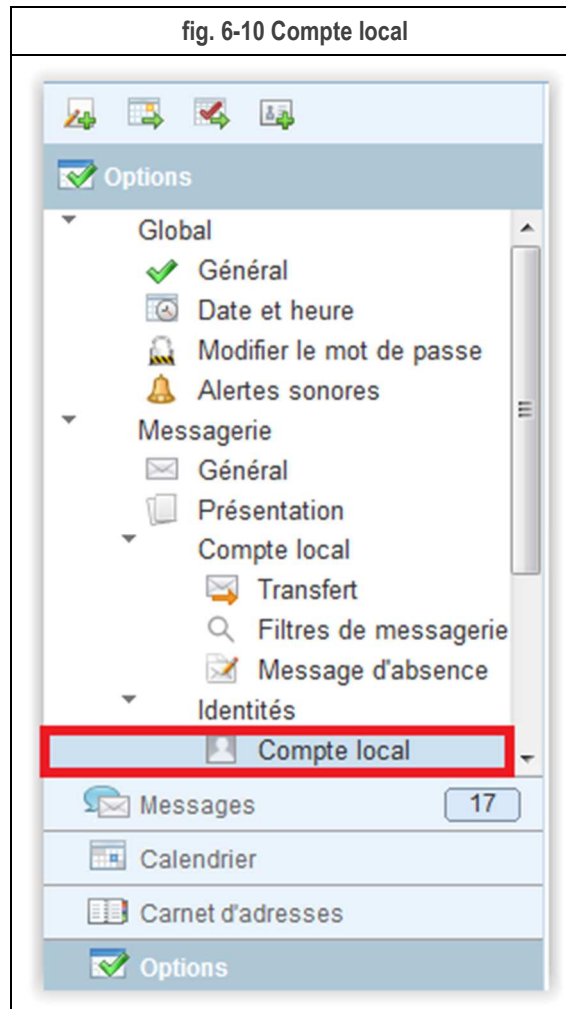 fig. 6-10 Compte local
Options
Global
Général
Date et heure
Modifier le mot de passe
Alertes sonores
Messagerie
Général
Présentation
Compte local
Transfert
Filtres de messagerie
Message d'absence
Identités
Compte local
Messages 17
Calendrier
Carnet d'adresses
Options